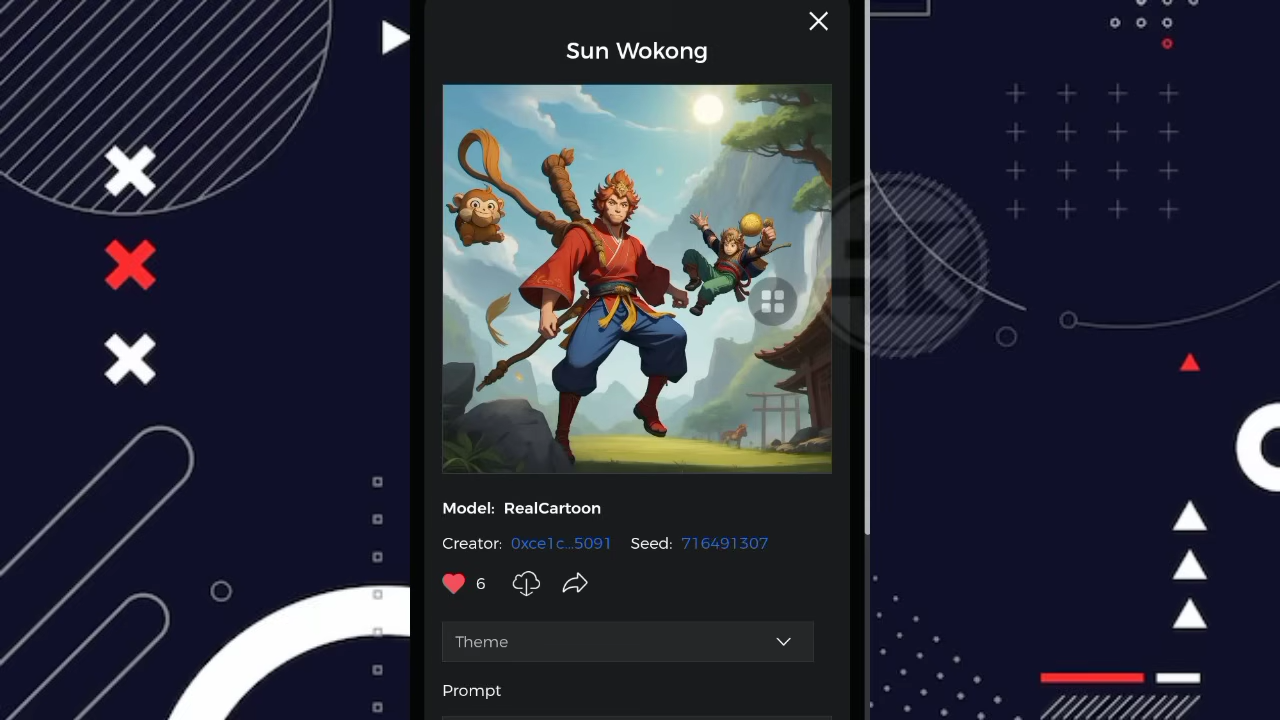 Sun Wokong
Model: RealCartoon
Creator: 0xce1c...5091 Seed: 716491307
6
Theme
Prompt